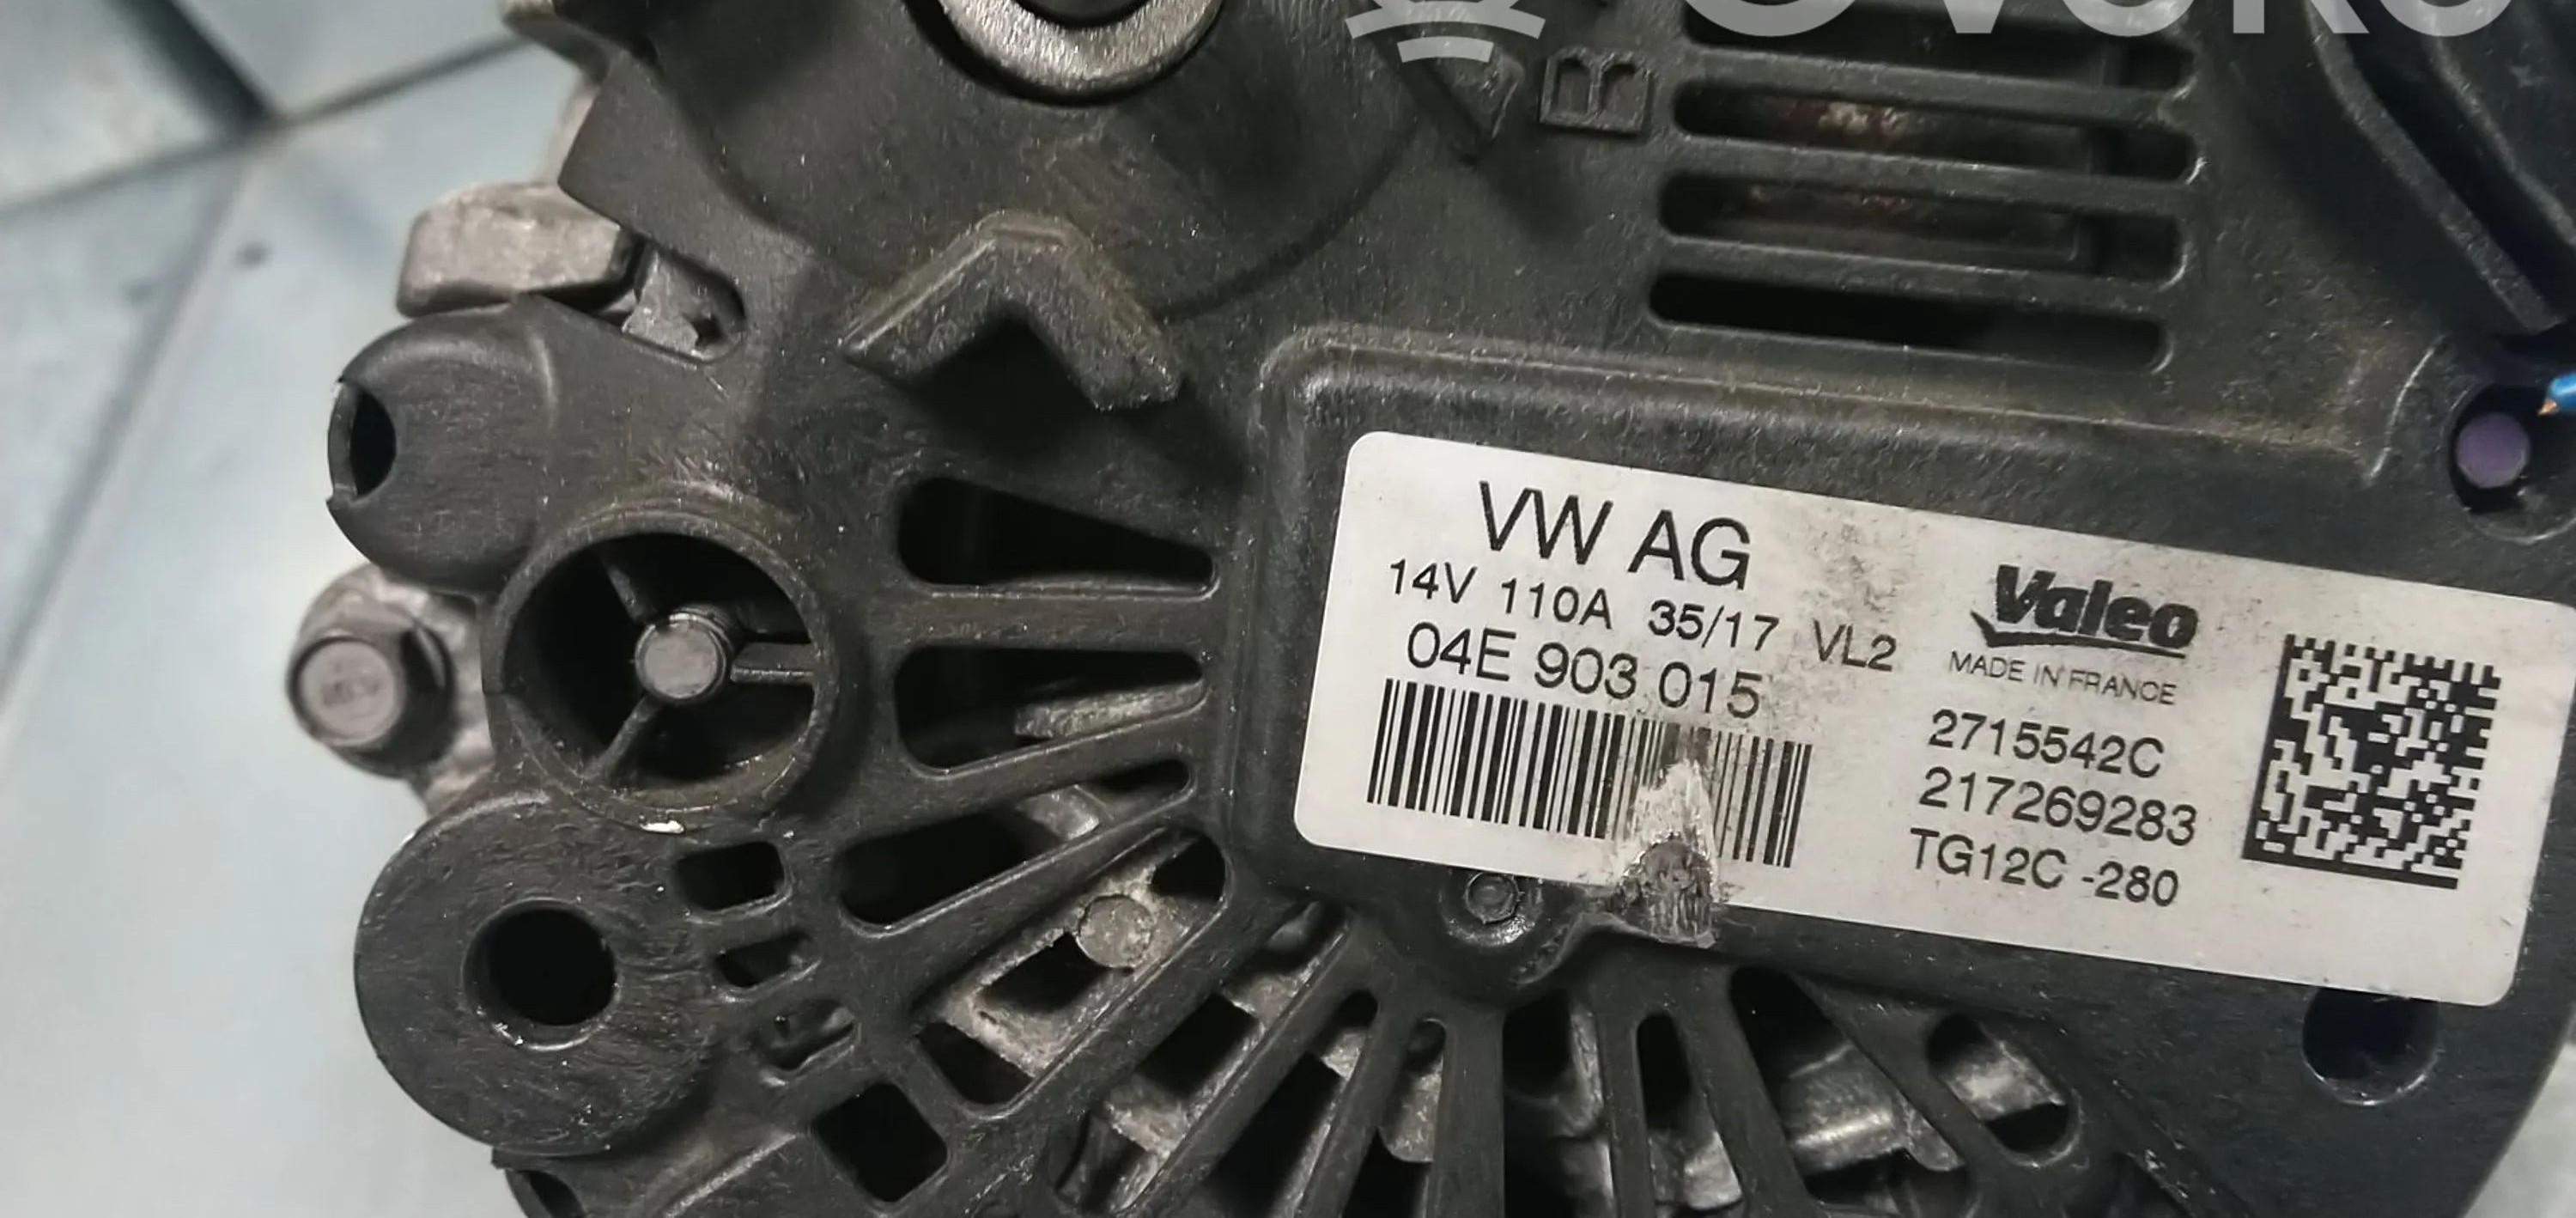 B
VW AG
14V 110A 35/17 VL2
04E 903 015
Valeo
MADE IN FRANCE
2715542C
217269283
TG12C -280